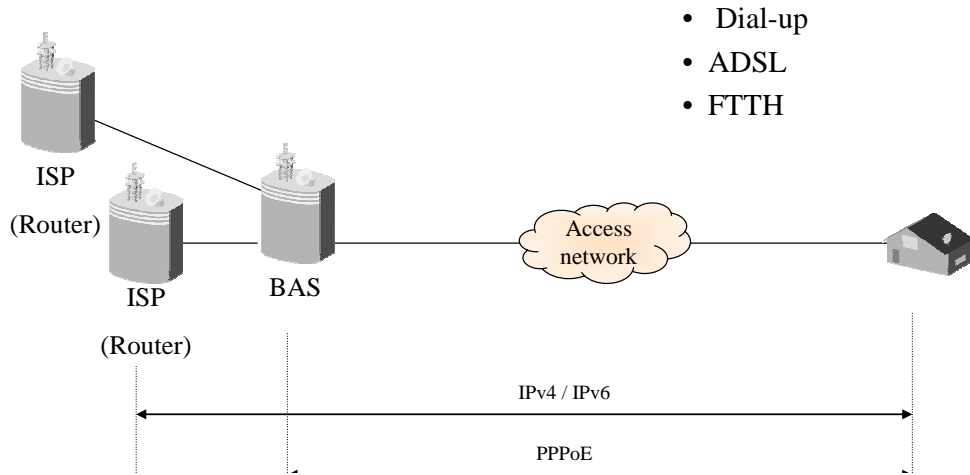 • Dial-up
• ADSL
• FTTH
ISP
(Router)
ISP
(Router)
BAS
Access
network
IPv4 / IPv6
PPPoE